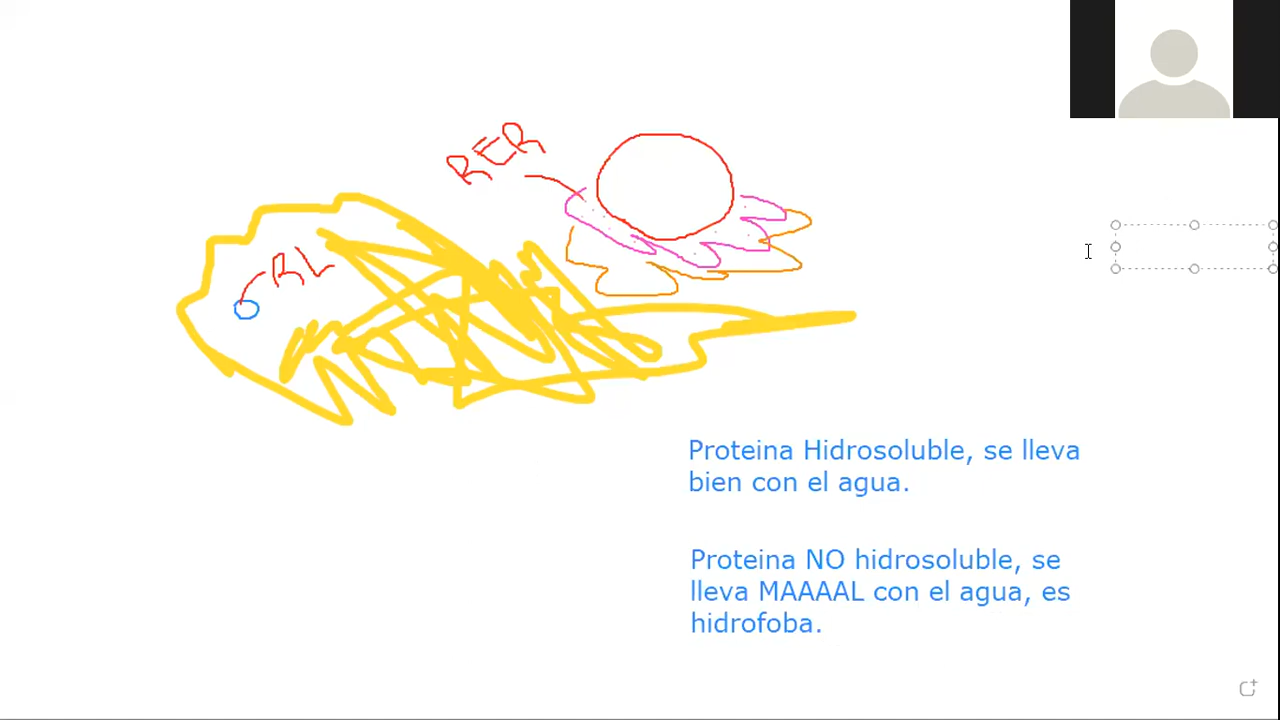 RER
RL
Proteina Hidrosoluble, se lleva
bien con el agua.
Proteina NO hidrosoluble, se
lleva MAAAAL con el agua, es
hidrofoba.